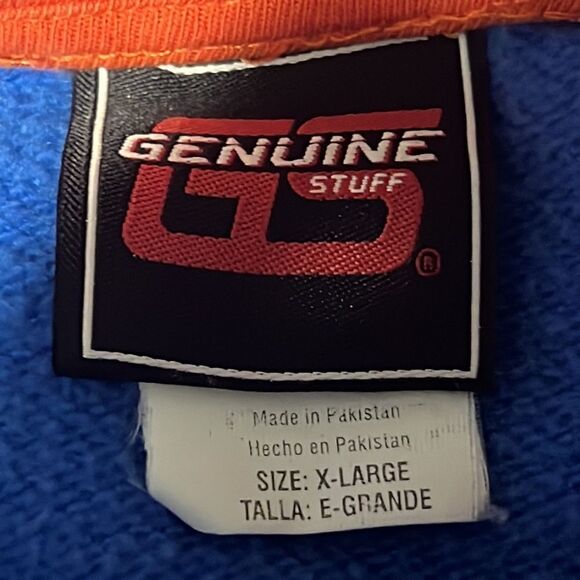 GENUINE
STUFF
GS
®
Made in Pakistan
Hecho en Pakistan
SIZE: X-LARGE
TALLA: E-GRANDE